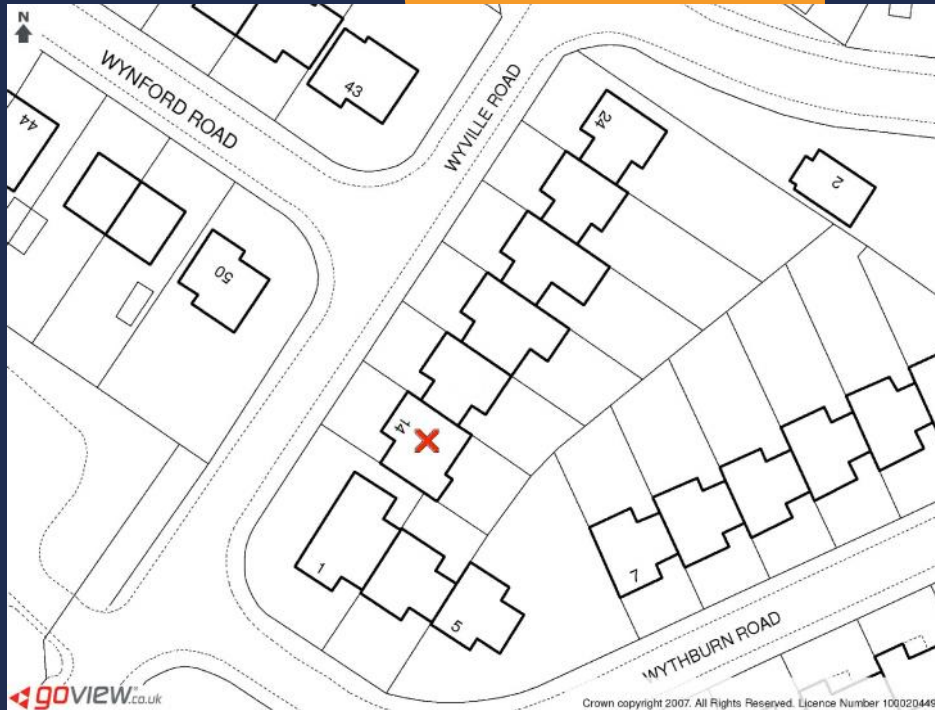 N
WYNFORD ROAD
WYVILLE ROAD
43
44
24
2
50
14
1
5
7
WYTHBURN ROAD
goview.co.uk
Crown copyright 2007. All Rights Reserved. Licence Number 100020449